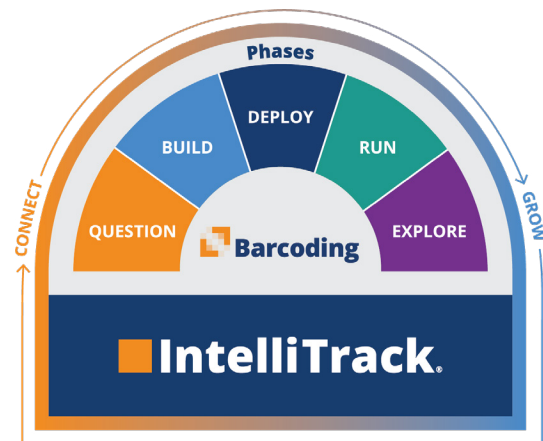 Phases
CONNECT
QUESTION
BUILD
DEPLOY
RUN
EXPLORE
GROW
Barcoding
IntelliTrack®